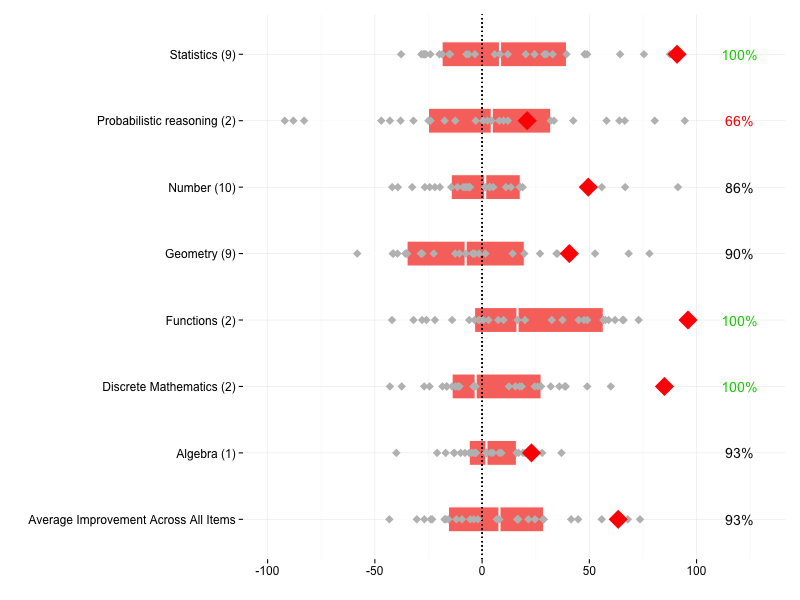 Statistics (9) 100%
Probabilistic reasoning (2) 66%
Number (10) 86%
Geometry (9) 90%
Functions (2) 100%
Discrete Mathematics (2) 100%
Algebra (1) 93%
Average Improvement Across All Items 93%
-100 -50 0 50 100